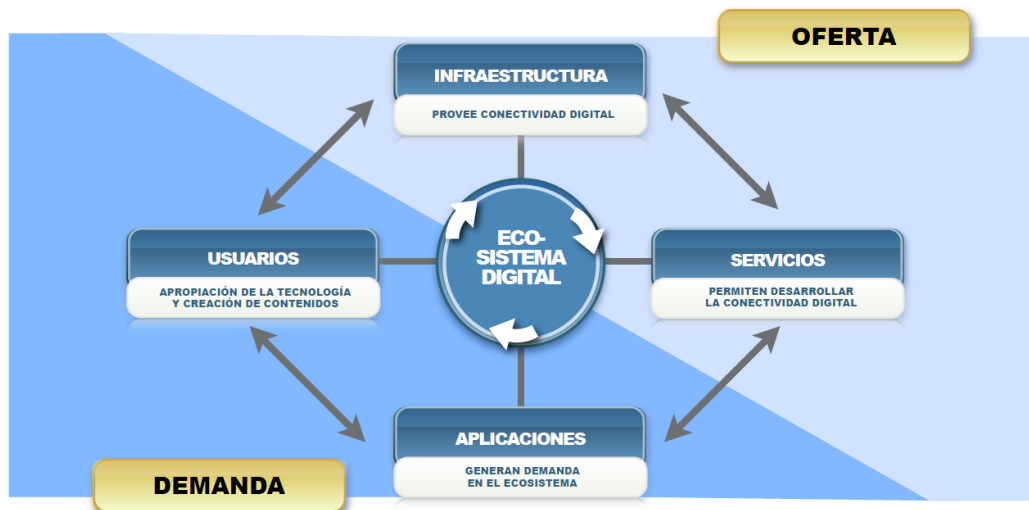 OFERTA
INFRAESTRUCTURA
PROVEE CONECTIVIDAD DIGITAL
USUARIOS
APROPIACIÓN DE LA TECNOLOGÍA
Y CREACIÓN DE CONTENIDOS
ECO-
SISTEMA
DIGITAL
SERVICIOS
PERMITEN DESARROLLAR
LA CONECTIVIDAD DIGITAL
APLICACIONES
GENERAN DEMANDA
EN EL ECOSISTEMA
DEMANDA